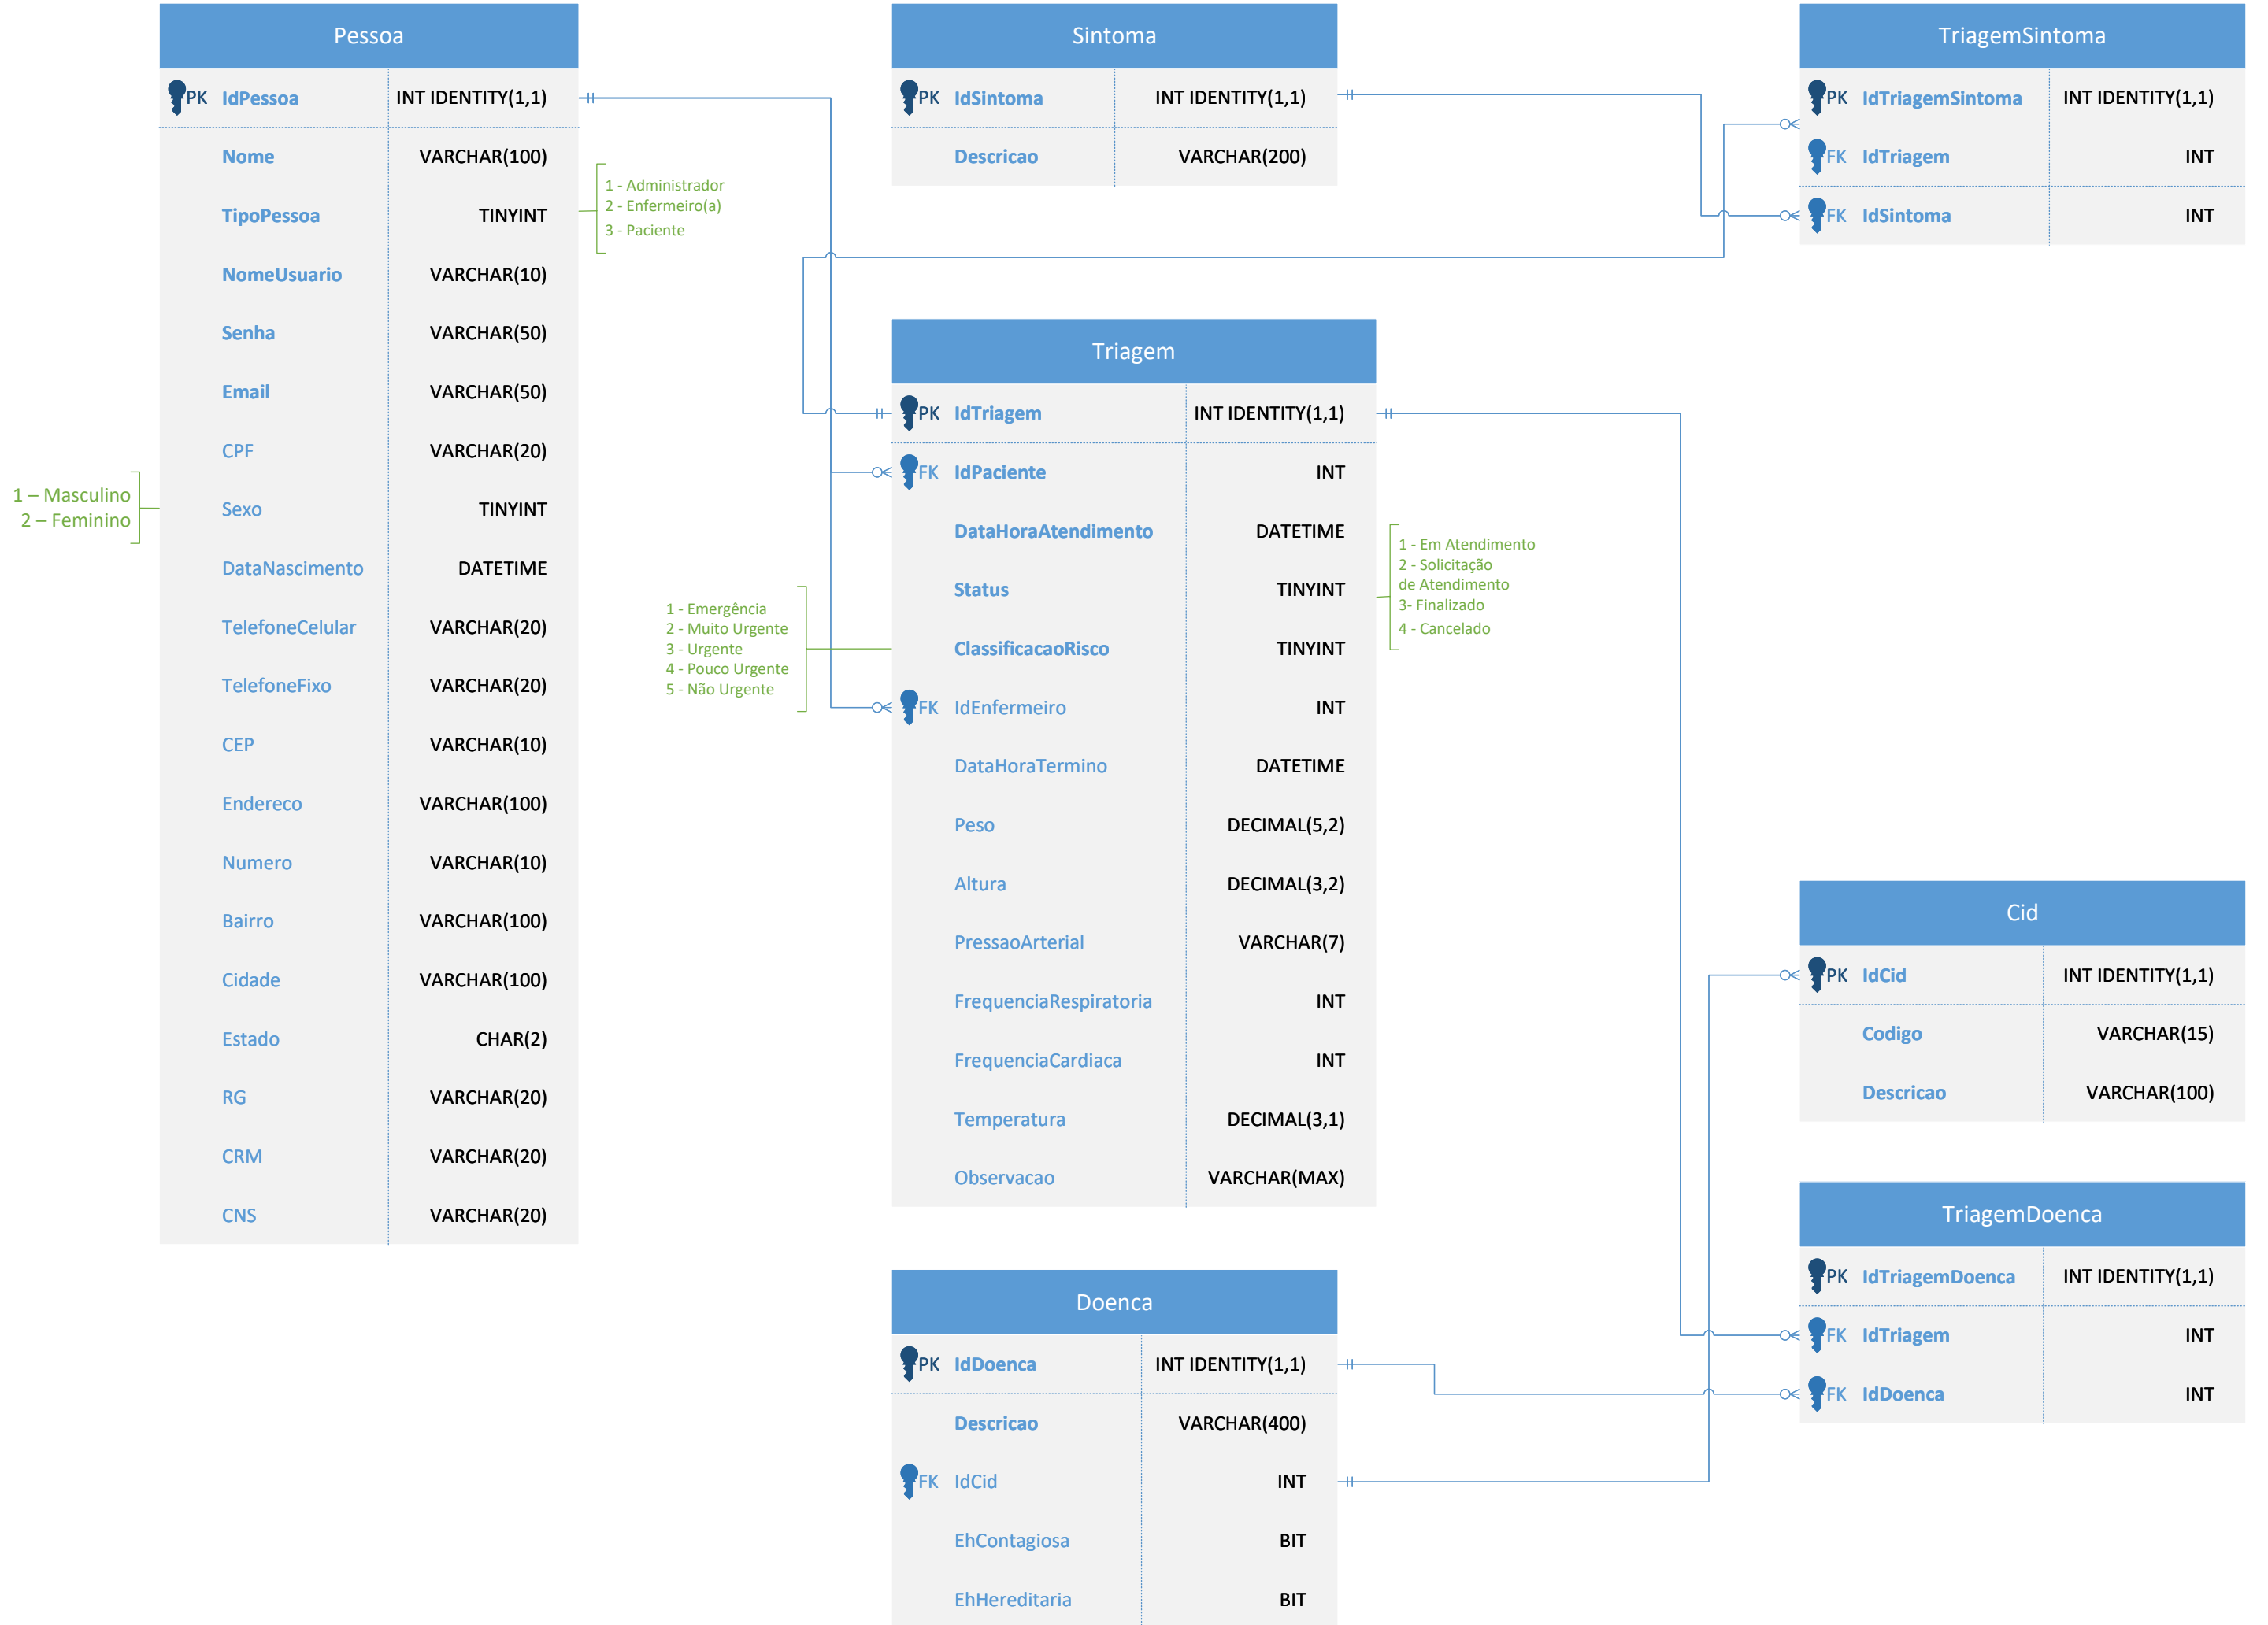 Pessoa
PK IdPessoa INT IDENTITY(1,1)
Nome VARCHAR(100)
TipoPessoa TINYINT
1 - Administrador
2 - Enfermeiro(a)
3 - Paciente
NomeUsuario VARCHAR(10)
Senha VARCHAR(50)
Email VARCHAR(50)
CPF VARCHAR(20)
Sexo TINYINT
1 – Masculino
2 – Feminino
DataNascimento DATETIME
TelefoneCelular VARCHAR(20)
TelefoneFixo VARCHAR(20)
CEP VARCHAR(10)
Endereco VARCHAR(100)
Numero VARCHAR(10)
Bairro VARCHAR(100)
Cidade VARCHAR(100)
Estado CHAR(2)
RG VARCHAR(20)
CRM VARCHAR(20)
CNS VARCHAR(20)
Sintoma
PK IdSintoma INT IDENTITY(1,1)
Descricao VARCHAR(200)
TriagemSintoma
PK IdTriagemSintoma INT IDENTITY(1,1)
FK IdTriagem INT
FK IdSintoma INT
Triagem
PK IdTriagem INT IDENTITY(1,1)
FK IdPaciente INT
DataHoraAtendimento DATETIME
Status TINYINT
1 - Em Atendimento
2 - Solicitação
de Atendimento
3- Finalizado
4 - Cancelado
ClassificacaoRisco TINYINT
1 - Emergência
2 - Muito Urgente
3 - Urgente
4 - Pouco Urgente
5 - Não Urgente
FK IdEnfermeiro INT
DataHoraTermino DATETIME
Peso DECIMAL(5,2)
Altura DECIMAL(3,2)
PressaoArterial VARCHAR(7)
FrequenciaRespiratoria INT
FrequenciaCardiaca INT
Temperatura DECIMAL(3,1)
Observacao VARCHAR(MAX)
Cid
PK IdCid INT IDENTITY(1,1)
Codigo VARCHAR(15)
Descricao VARCHAR(100)
TriagemDoenca
PK IdTriagemDoenca INT IDENTITY(1,1)
FK IdTriagem INT
FK IdDoenca INT
Doenca
PK IdDoenca INT IDENTITY(1,1)
Descricao VARCHAR(400)
FK IdCid INT
EhContagiosa BIT
EhHereditaria BIT